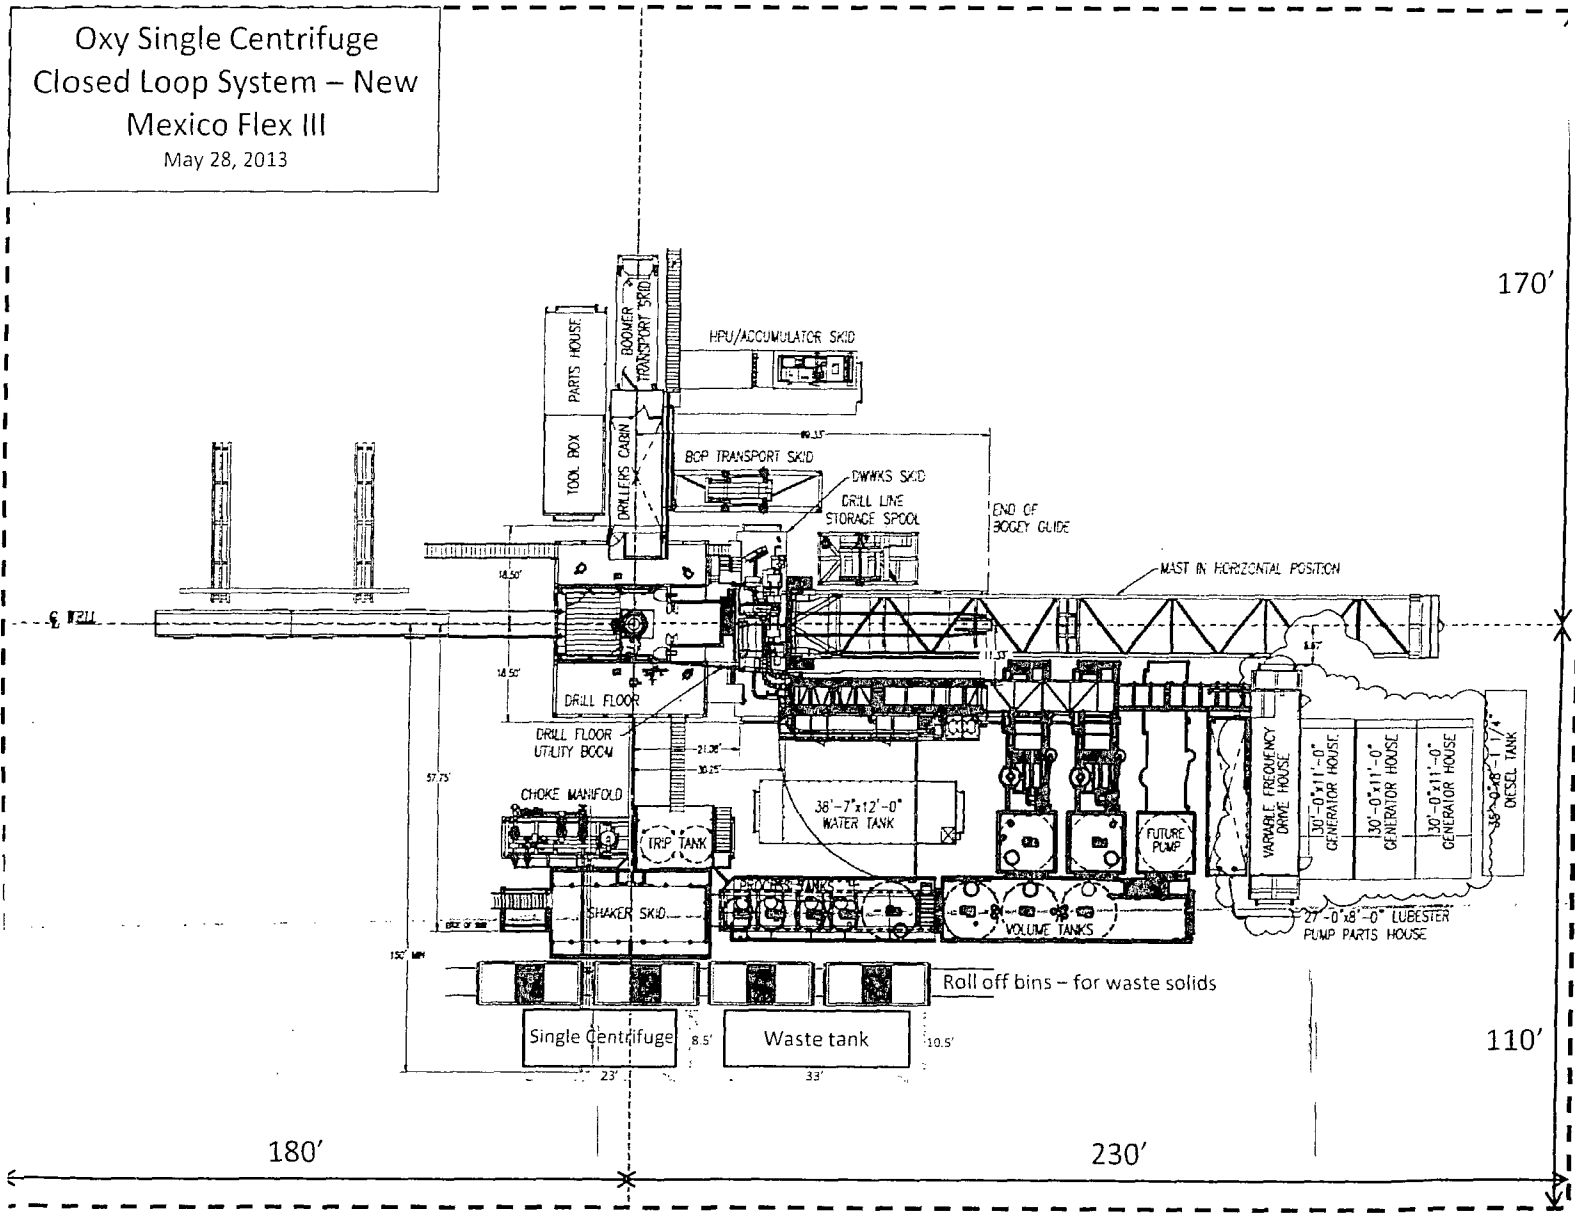 Oxy Single Centrifuge
Closed Loop System – New
Mexico Flex III
May 28, 2013
170'
BOOMER
TRANSPORT SKID
PARTS HOUSE
HPU/ACCUMULATOR SKID
TOOL BOX
DRILLERS CABIN
BOP TRANSPORT SKID
DWWKS SKID
DRILL LINE
STORAGE SPOOL
END OF
BOGEY GUIDE
MAST IN HORIZONTAL POSITION
18.50'
WELL
18.50'
DRILL FLOOR
DRILL FLOOR
UTILITY BOOM
30.25'
57.75'
CHOKE MANIFOLD
TRIP TANK
38'-7"x12'-0"
WATER TANK
FUTURE
PUMP
VARIABLE FREQUENCY
DRIVE HOUSE
30'-0"x11'-0"
GENERATOR HOUSE
30'-0"x11'-0"
GENERATOR HOUSE
30'-0"x11'-0"
GENERATOR HOUSE
DIESEL TANK
SHAKER SKID
PROCESS TANKS
VOLUME TANKS
27'-0"x8'-0" LUBESTER
PUMP PARTS HOUSE
Roll off bins – for waste solids
Single Centrifuge
8.5'
Waste tank
10.5'
23'
33'
110'
180'
230'